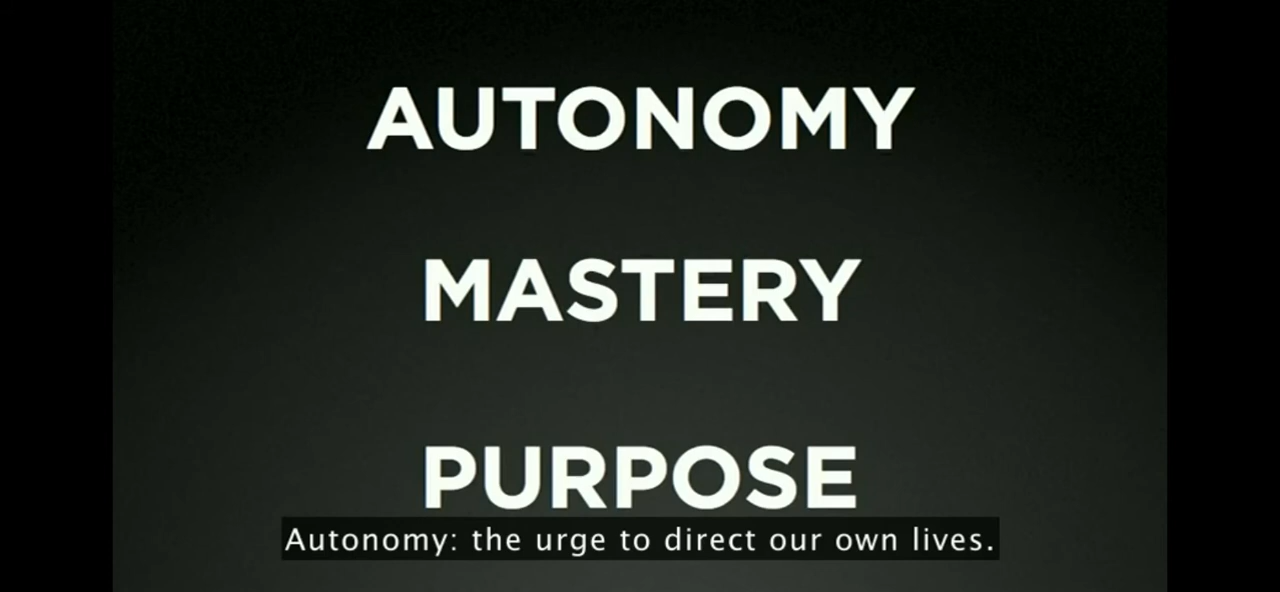 AUTONOMY
MASTERY
PURPOSE
Autonomy: the urge to direct our own lives.